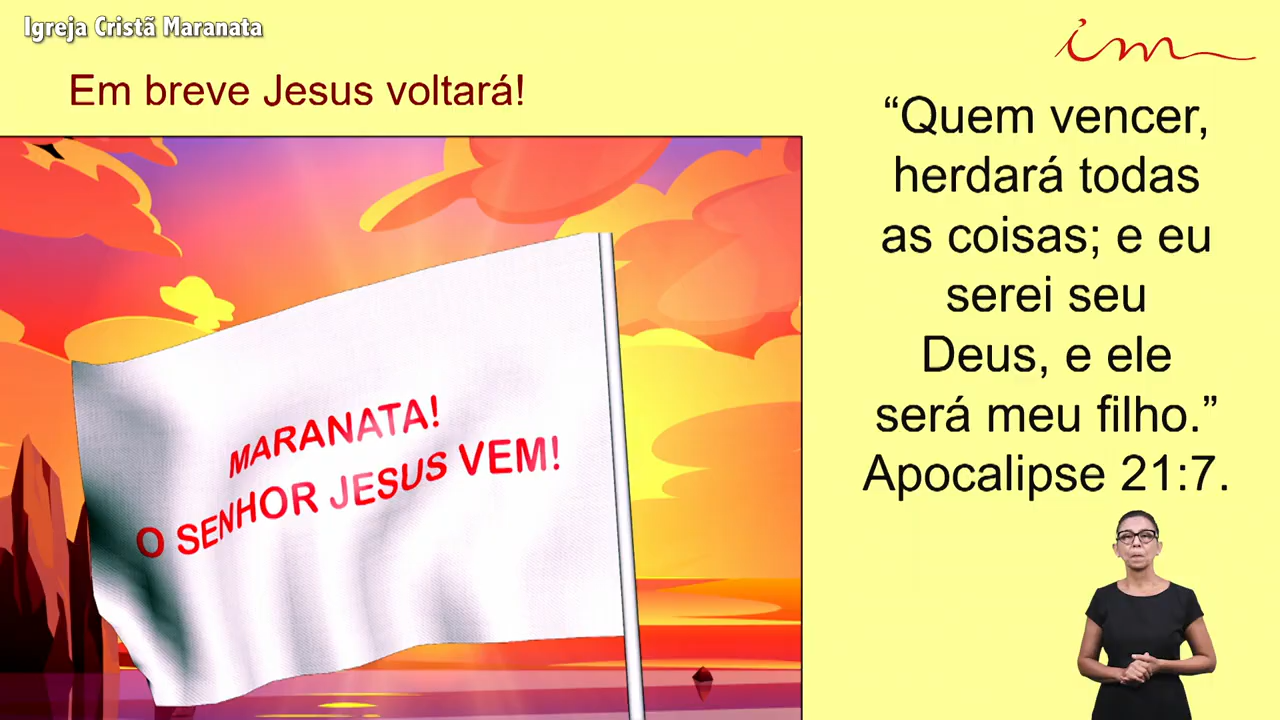 Igreja Cristã Maranata
im
Em breve Jesus voltará!
“Quem vencer,
herdará todas
as coisas; e eu
serei seu
Deus, e ele
será meu filho.”
Apocalipse 21:7.
MARANATA!
O SENHOR JESUS VEM!